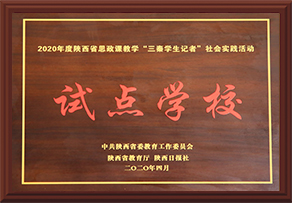 2020年度陕西省思政课教学“三秦学生记者”社会实践活动
试点学校
中共陕西省委教育工作委员会
陕西省教育厅 陕西日报社
二〇二〇年四月